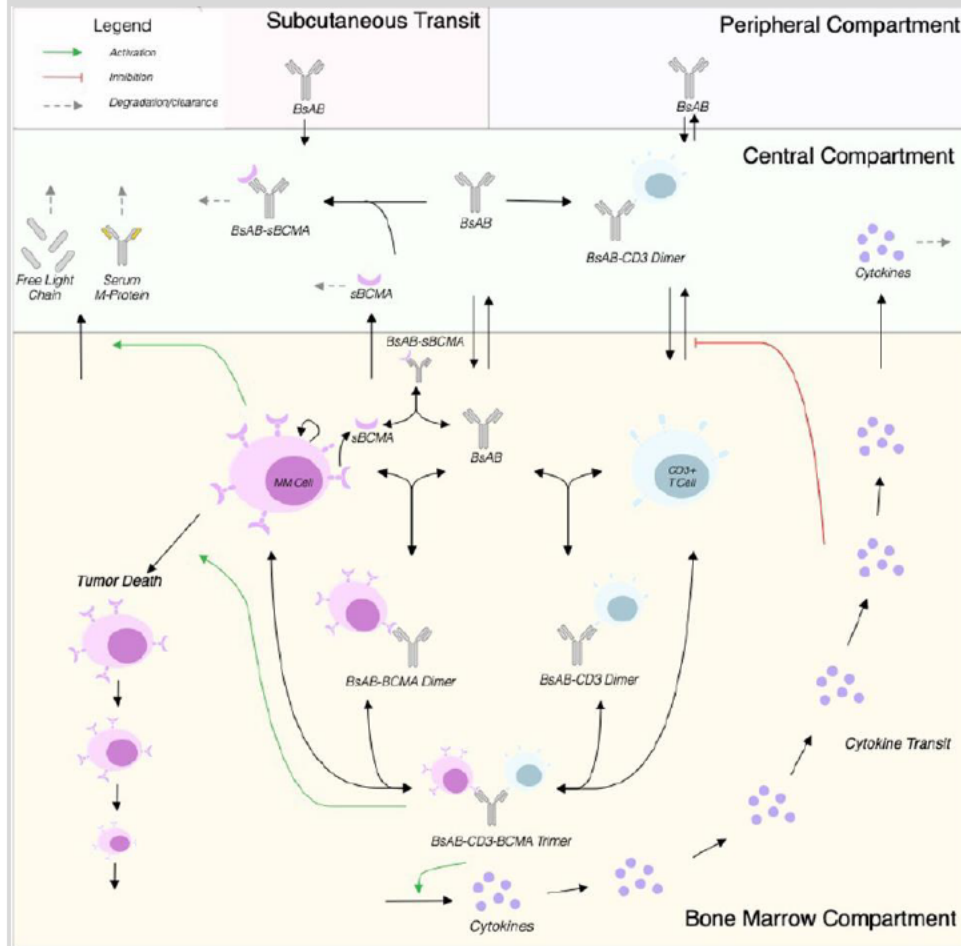 Legend
Activation
Inhibition
Degradation/clearance
Subcutaneous Transit
BsAB
Peripheral Compartment
BsAB
Central Compartment
BsAB-sBCMA
BsAB
BsAB-CD3 Dimer
Free Light
Chain
Serum
M-Protein
sBCMA
Cytokines
BsAB-sBCMA
sBCMA
BsAB
MM Cell
CD3+
T Cell
Tumor Death
BsAB-BCMA Dimer
BsAB-CD3 Dimer
Cytokine Transit
BsAB-CD3-BCMA Trimer
Cytokines
Bone Marrow Compartment